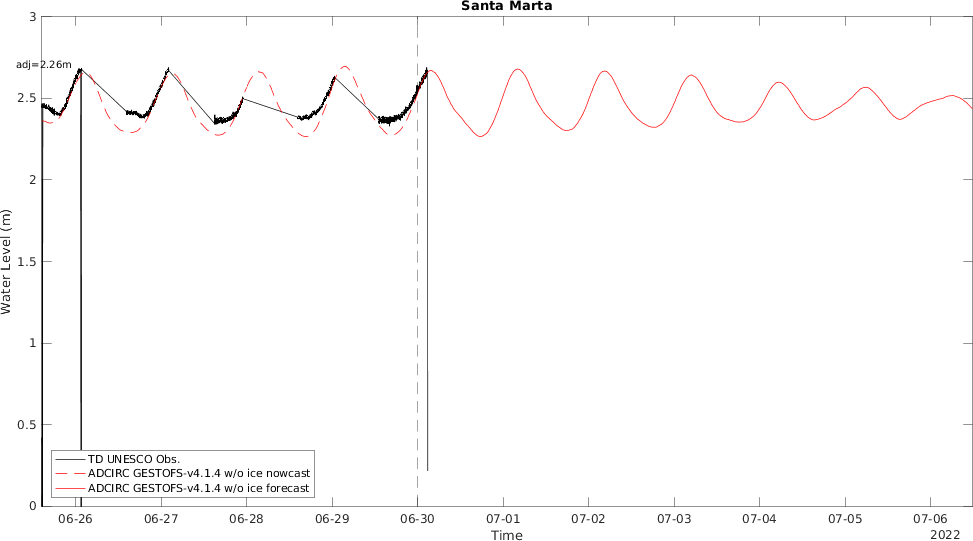 Santa Marta
3
adj=2.26m
2.5
2
1.5
1
0.5
0
Water Level (m)
TD UNESCO Obs.
ADCIRC GESTOFS-v4.1.4 w/o ice nowcast
ADCIRC GESTOFS-v4.1.4 w/o ice forecast
06-26 06-27 06-28 06-29 06-30 07-01 07-02 07-03 07-04 07-05 07-06
Time
2022